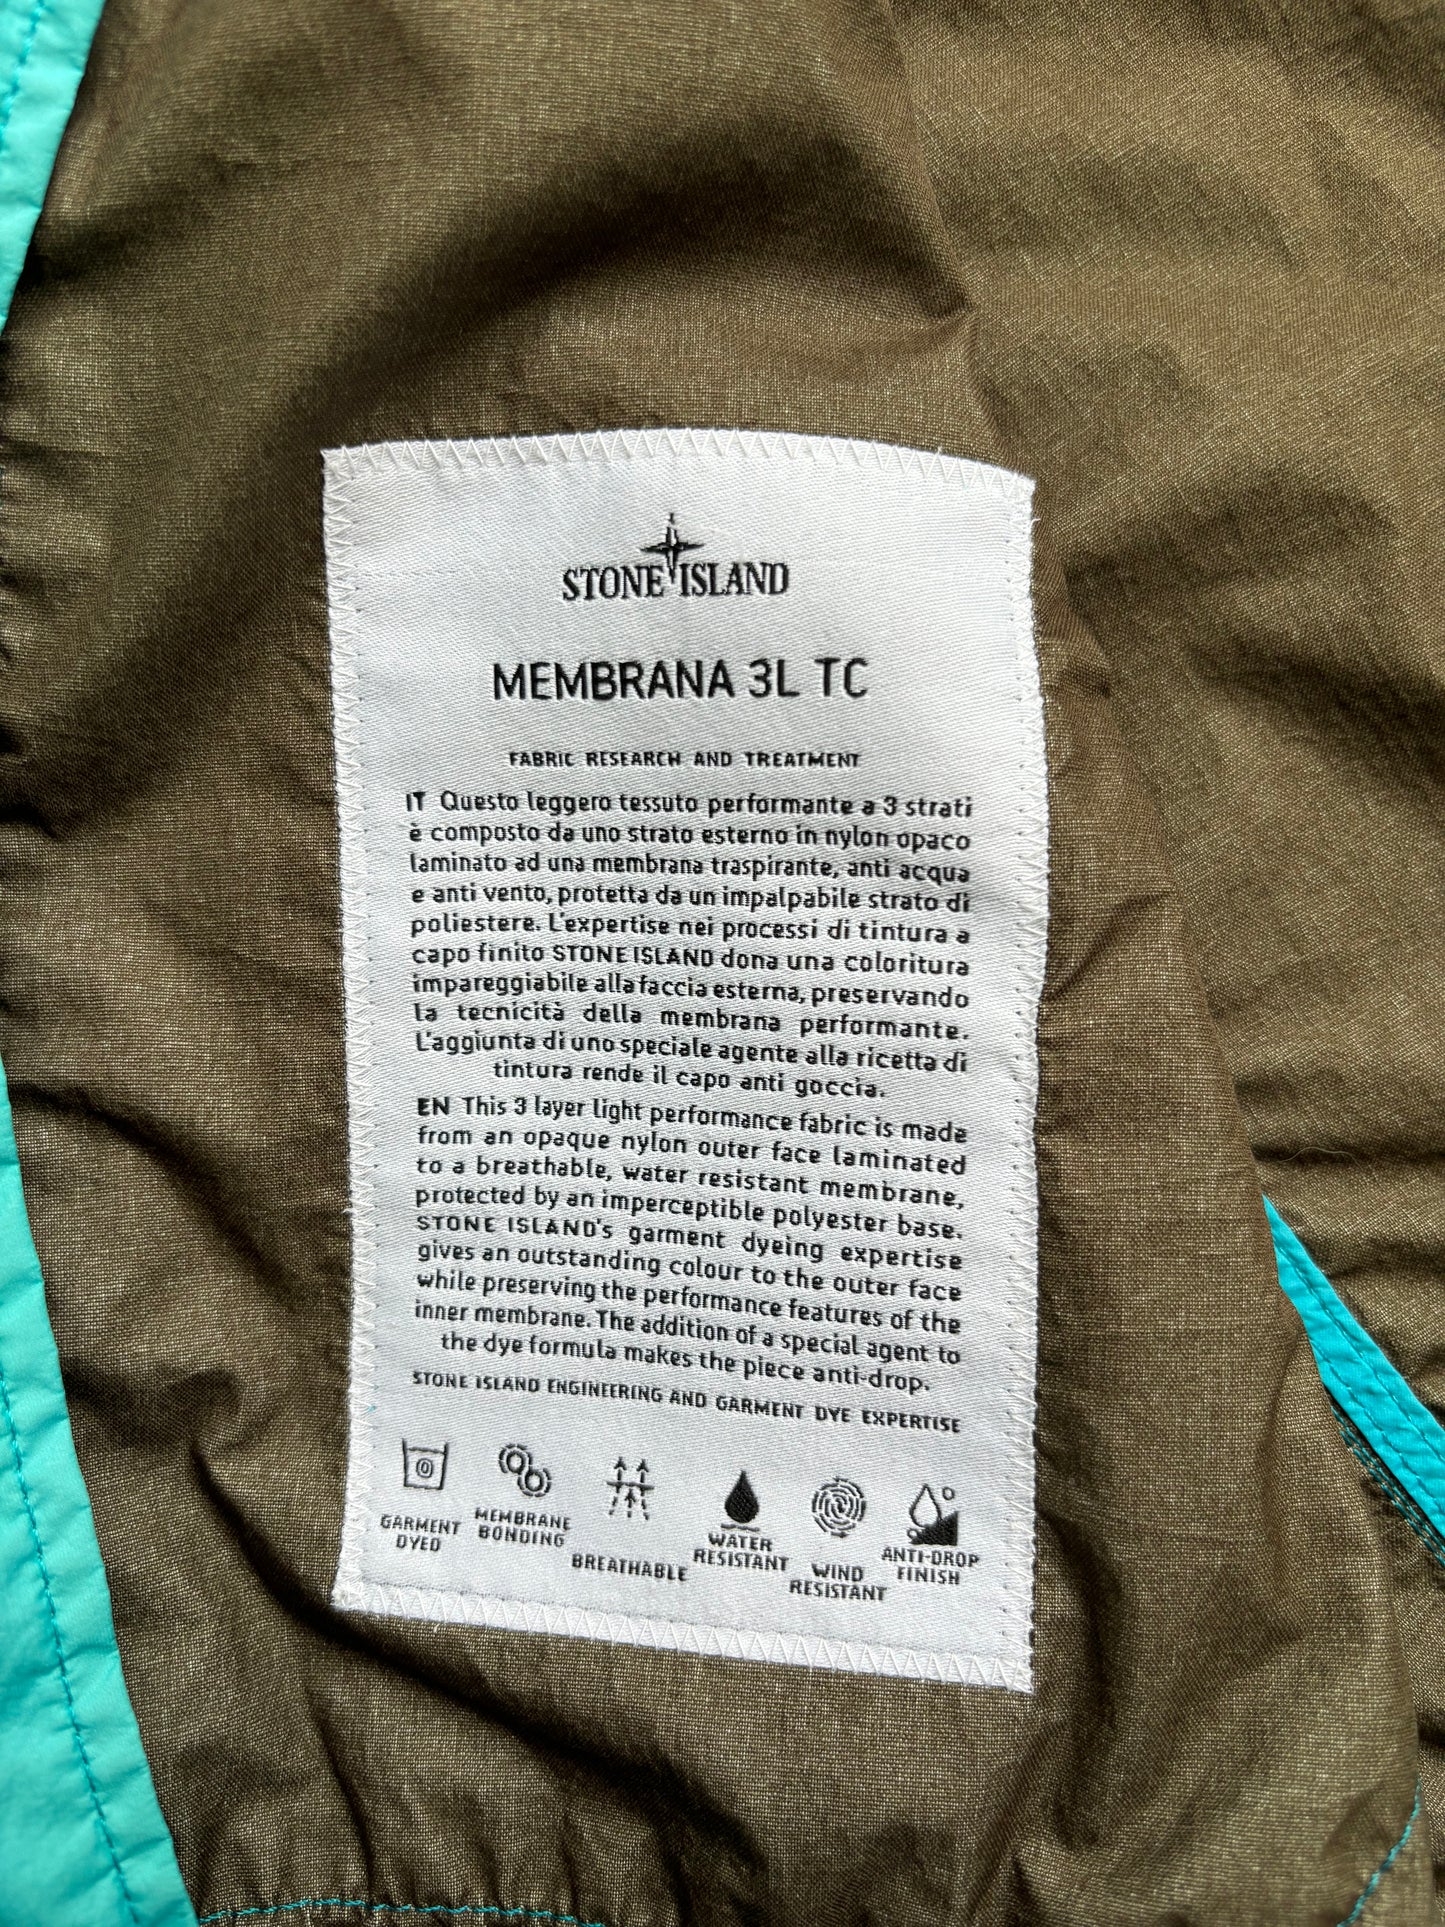 STONE ISLAND
MEMBRANA 3L TC
FABRIC RESEARCH AND TREATMENT
IT Questo leggero tessuto performante a 3 strati
è composto da uno strato esterno in nylon opaco
laminato ad una membrana traspirante, anti acqua
e anti vento, protetta da un impalpabile strato di
poliestere. L'expertise nei processi di tintura a
capo finito STONE ISLAND dona una coloritura
impareggiabile alla faccia esterna, preservando
la tecnicità della membrana performante.
L'aggiunta di uno speciale agente alla ricetta di
tintura rende il capo anti goccia.
EN This 3 layer light performance fabric is made
from an opaque nylon outer face laminated
to a breathable, water resistant membrane,
protected by an imperceptible polyester base.
STONE ISLAND's garment dyeing expertise
gives an outstanding colour to the outer face
while preserving the performance features of the
inner membrane. The addition of a special agent to
the dye formula makes the piece anti-drop.
STONE ISLAND ENGINEERING AND GARMENT DYE EXPERTISE
GARMENT
DYED
MEMBRANE
BONDING
BREATHABLE
WATER
RESISTANT
WIND
RESISTANT
ANTI-DROP
FINISH